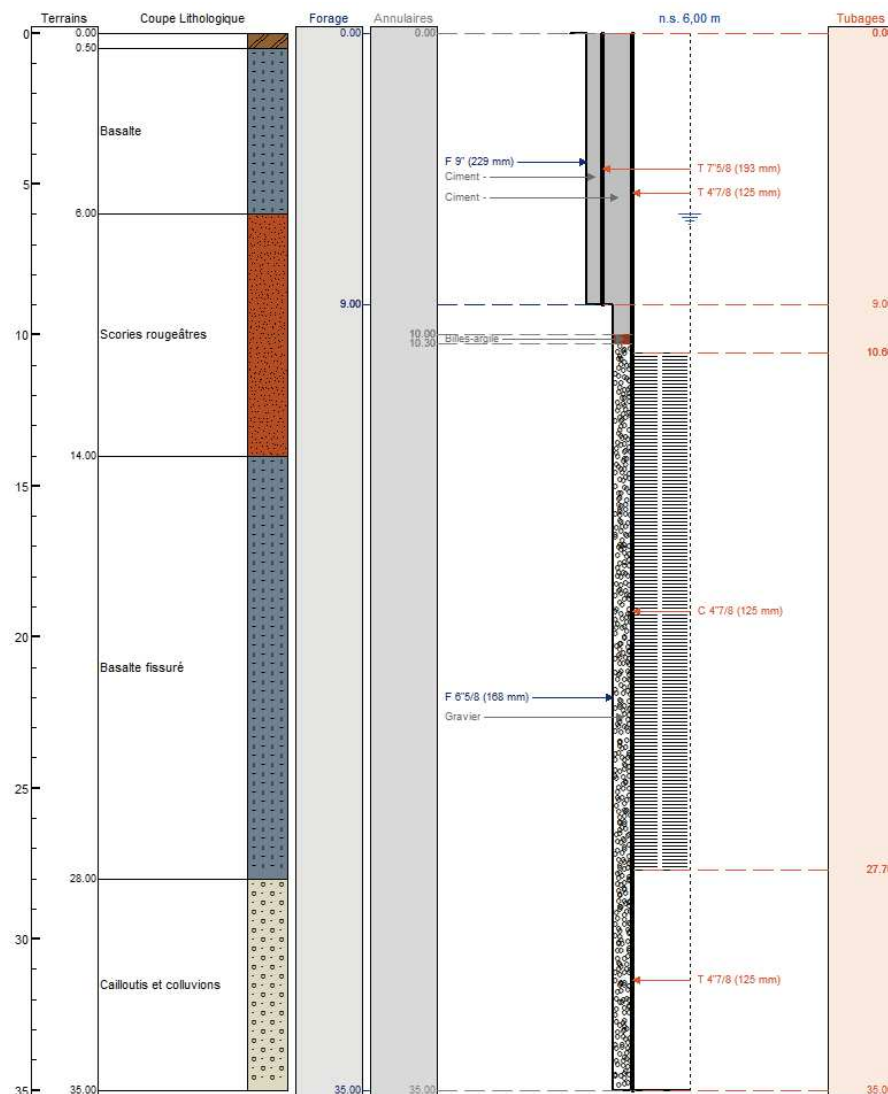 Terrains Coupe Lithologique Forage Annulaires n.s. 6,00 m Tubages
0 0.00 0.00 0.00 0.00
0.50
Basalte
F 9" (229 mm)
T 7"5/8 (193 mm)
Ciment -
5
T 4"7/8 (125 mm)
Ciment -
6.00
9.00 9.00
10 Scories rougeâtres 10.00
Billes-argile
10.30
10.60
14.00
15
C 4"7/8 (125 mm)
20
Basalte fissuré
F 6"5/8 (168 mm)
Gravier
25
27.70
28.00
30
Cailloutis et colluvions
T 4"7/8 (125 mm)
35 35.00 35.00 35.00 35.00